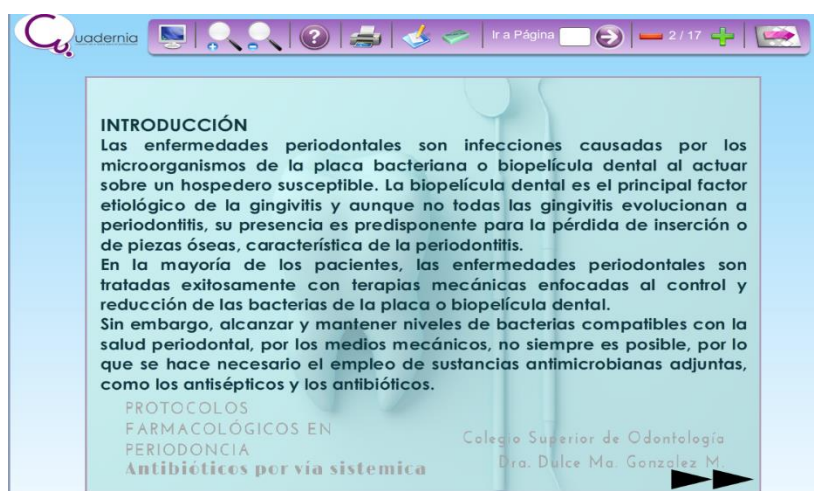 Cu.uadernia
Ir a Página
2 / 17
INTRODUCCIÓN
Las enfermedades periodontales son infecciones causadas por los
microorganismos de la placa bacteriana o biopelícula dental al actuar
sobre un hospedero susceptible. La biopelícula dental es el principal factor
etiológico de la gingivitis y aunque no todas las gingivitis evolucionan a
periodontitis, su presencia es predisponente para la pérdida de inserción o
de piezas óseas, característica de la periodontitis.
En la mayoría de los pacientes, las enfermedades periodontales son
tratadas exitosamente con terapias mecánicas enfocadas al control y
reducción de las bacterias de la placa o biopelícula dental.
Sin embargo, alcanzar y mantener niveles de bacterias compatibles con la
salud periodontal, por los medios mecánicos, no siempre es posible, por lo
que se hace necesario el empleo de sustancias antimicrobianas adjuntas,
como los antisépticos y los antibióticos.
PROTOCOLOS
FARMACOLÓGICOS EN
PERIODONCIA
Antibióticos por vía sistemica
Colegio Superior de Odontología
Dra. Dulce Ma. Gonzalez M.